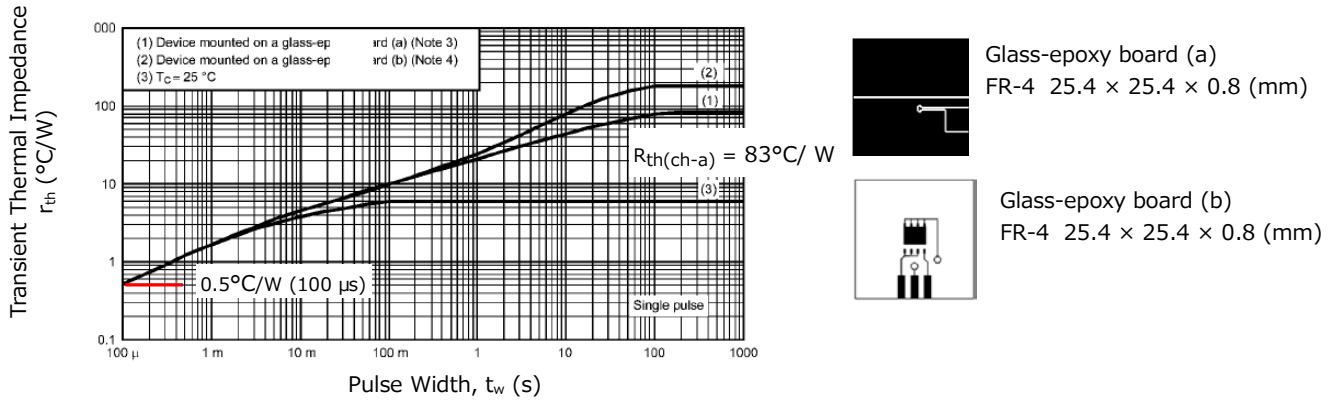 Transient Thermal Impedance
rth (°C/W)
000
100
10
1
0.1
(1) Device mounted on a glass-ep rd (a) (Note 3)
(2) Device mounted on a glass-ep rd (b) (Note 4)
(3) TC = 25 °C
(2)
(1)
Rth(ch-a) = 83°C/ W
(3)
0.5°C/W (100 µs)
Single pulse
100 μ
1 m
10 m
100 m
1
10
100
1000
Pulse Width, tw (s)
Glass-epoxy board (a)
FR-4 25.4 × 25.4 × 0.8 (mm)
Glass-epoxy board (b)
FR-4 25.4 × 25.4 × 0.8 (mm)